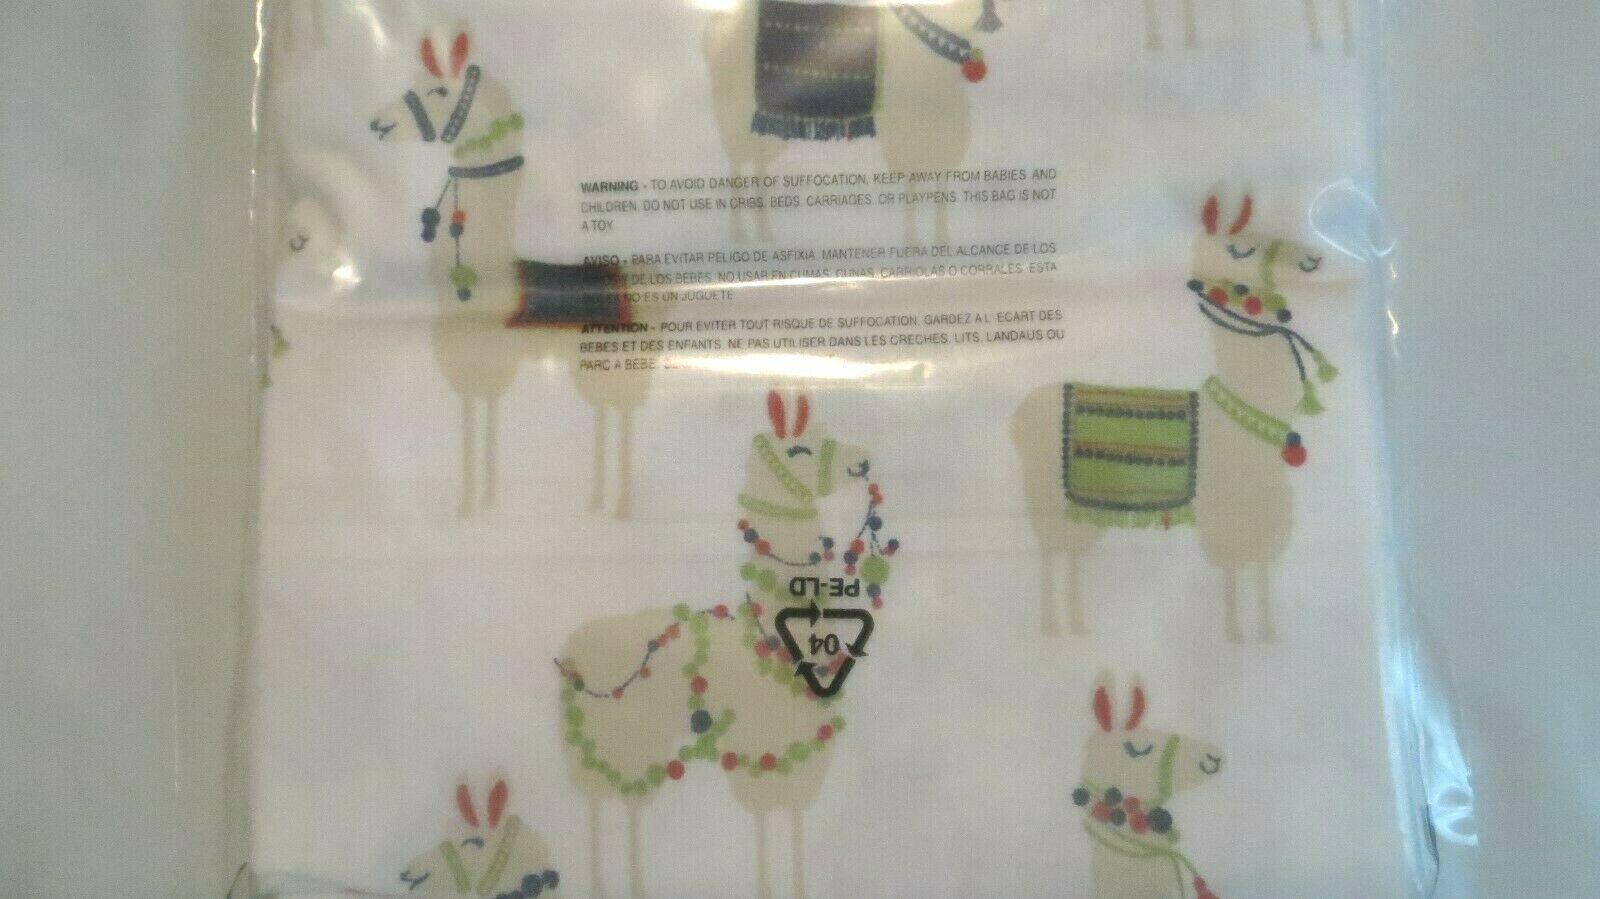 WARNING - TO AVOID DANGER OF SUFFOCATION, KEEP AWAY FROM BABIES AND
CHILDREN. DO NOT USE IN CRIBS, BEDS, CARRIAGES, OR PLAYPENS. THIS BAG IS NOT
A TOY.
AVISO - PARA EVITAR PELIGO DE ASFIXIA, MANTENER FUERA DEL ALCANCE DE LOS
DE LOS BEBES. NO USAR EN CUMAS, CUNAS, CARRIOLAS O CORRALES. ESTA
NO ES UN JUGUETE
ATTENTION - POUR EVITER TOUT RISQUE DE SUFFOCATION, GARDEZ A L' ECART DES
BEBES ET DES ENFANTS. NE PAS UTILISER DANS LES CRECHES, LITS, LANDAUS OU
PARC A BEBE.
PE-LD
04